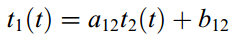 t₁(t) = a₁₂t₂(t) + b₁₂